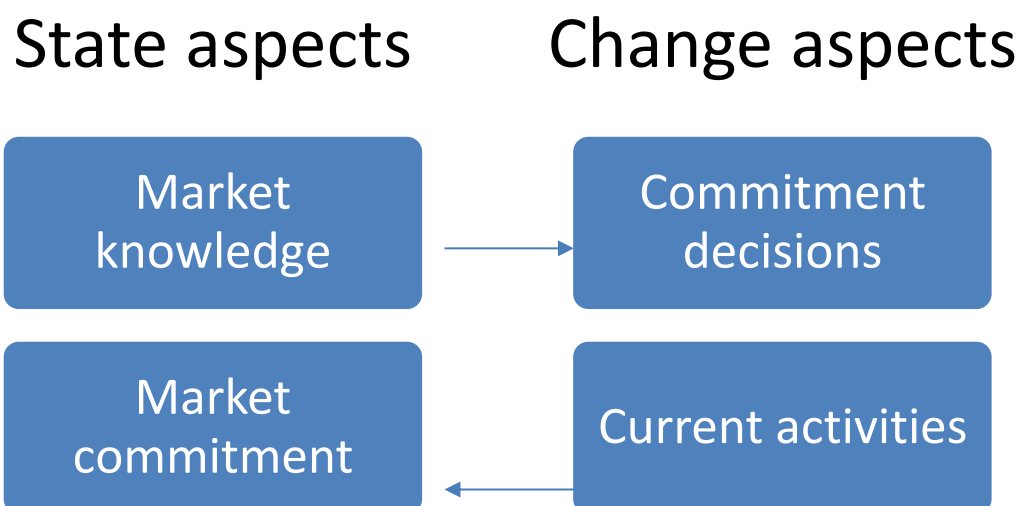 State aspects
Change aspects
Market
knowledge
Commitment
decisions
Market
commitment
Current activities